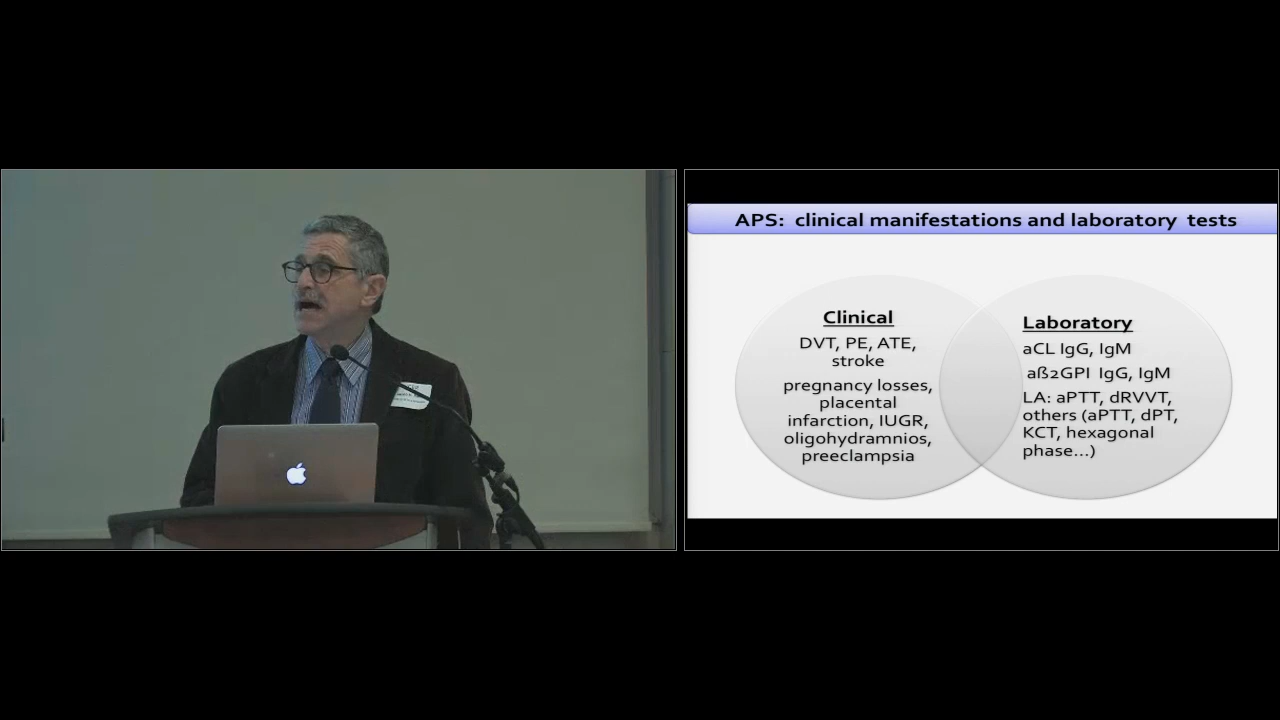 APS: clinical manifestations and laboratory tests
Clinical
DVT, PE, ATE,
stroke
pregnancy losses,
placental
infarction, IUGR,
oligohydramnios,
preeclampsia
Laboratory
aCL IgG, IgM
aß2GPI IgG, IgM
LA: aPTT, dRVVT,
others (aPTT, dPT,
KCT, hexagonal
phase...)